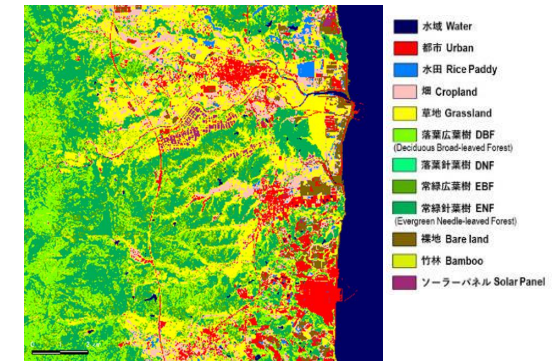 水域 Water
都市 Urban
水田 Rice Paddy
畑 Cropland
草地 Grassland
落葉広葉樹 DBF
(Deciduous Broad-leaved Forest)
落葉針葉樹 DNF
常緑広葉樹 EBF
常緑針葉樹 ENF
(Evergreen Needle-leaved Forest)
裸地 Bare land
竹林 Bamboo
ソーラーパネル Solar Panel